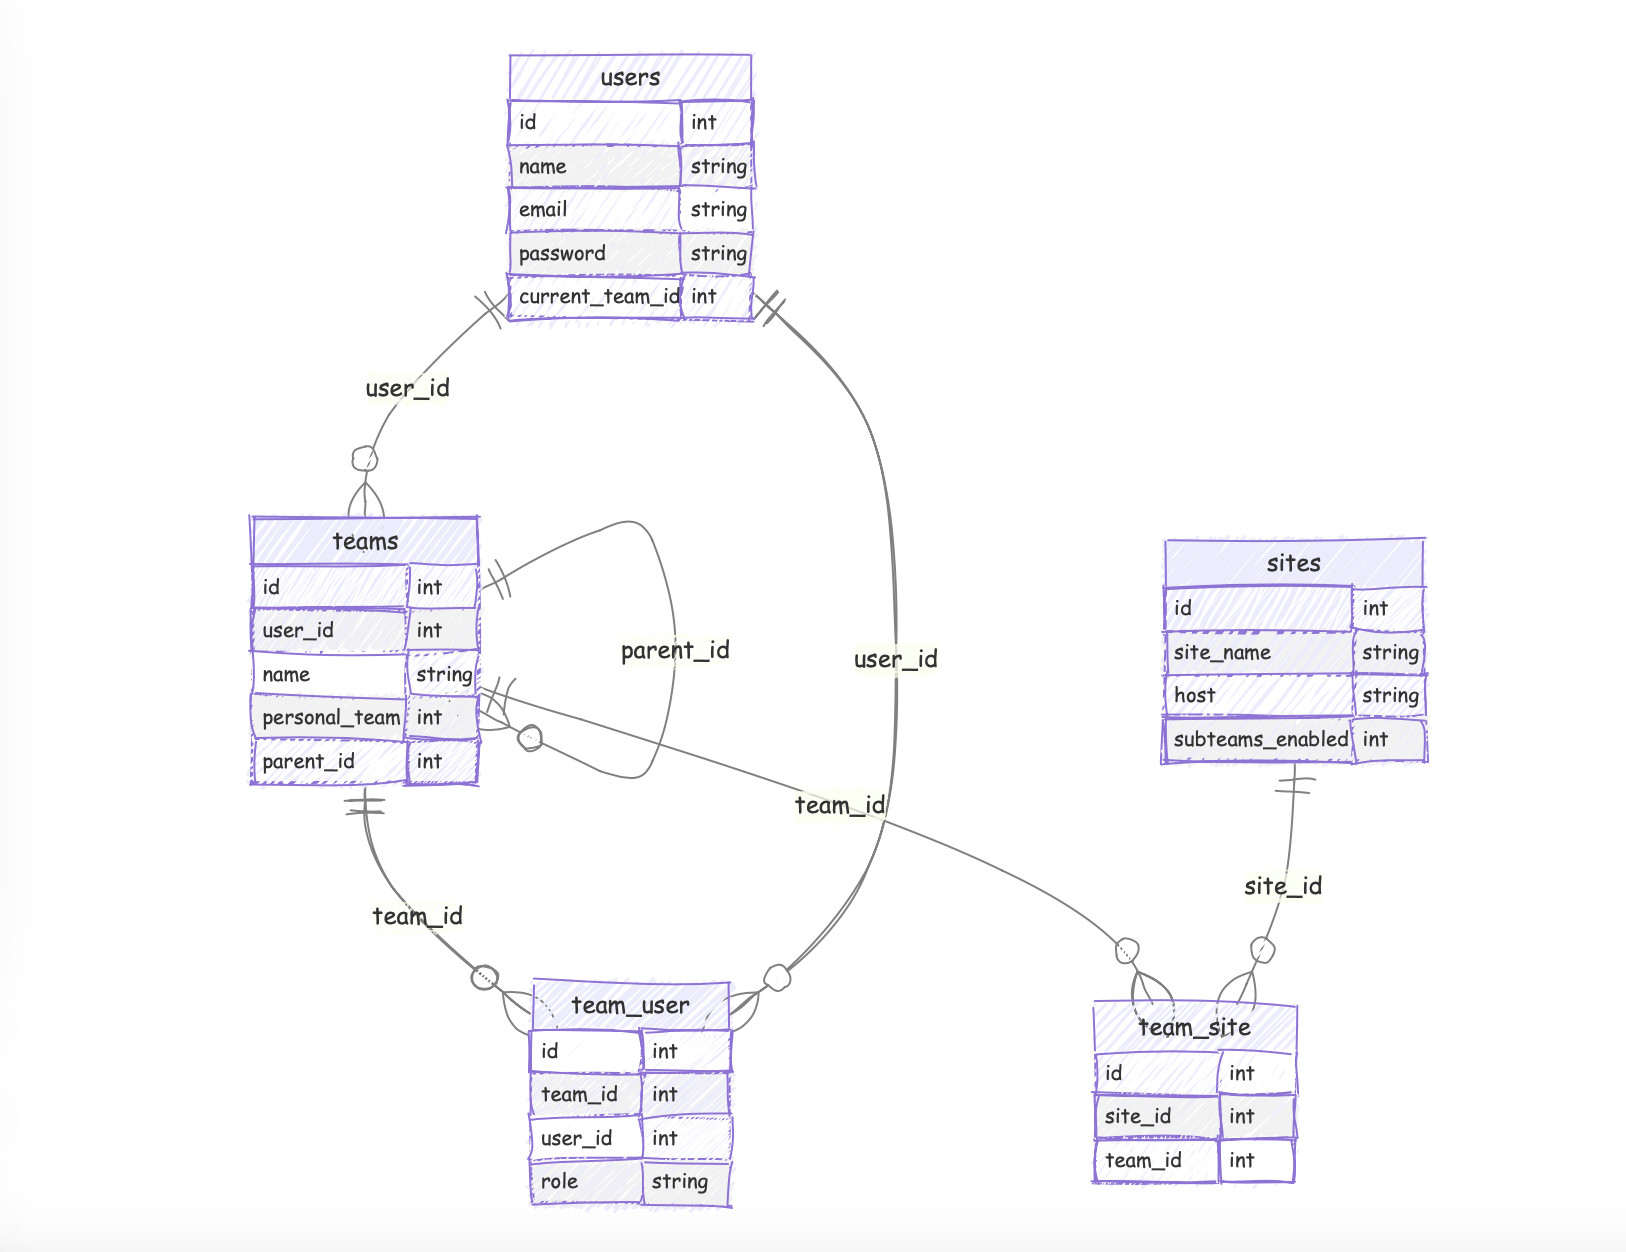 users
id int
name string
email string
password string
current_team_id int
user_id
teams
id int
user_id int
name string
personal_team int
parent_id int
parent_id
user_id
sites
id int
site_name string
host string
subteams_enabled int
team_id
site_id
team_id
team_user
id int
team_id int
user_id int
role string
team_site
id int
site_id int
team_id int